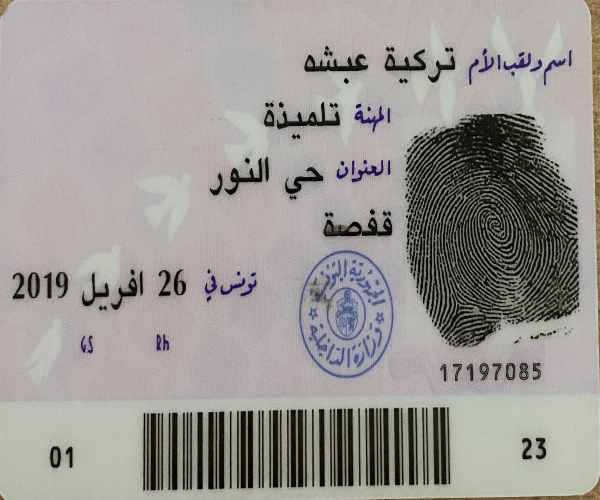 اسم ولقب الأم تركية عبشه
المهنة تلميذة
العنوان حي النور
قفصة
تونس في 26 افريل 2019
GS Rh
الجمهورية التونسية
وزارة الداخلية
17197085
01 23